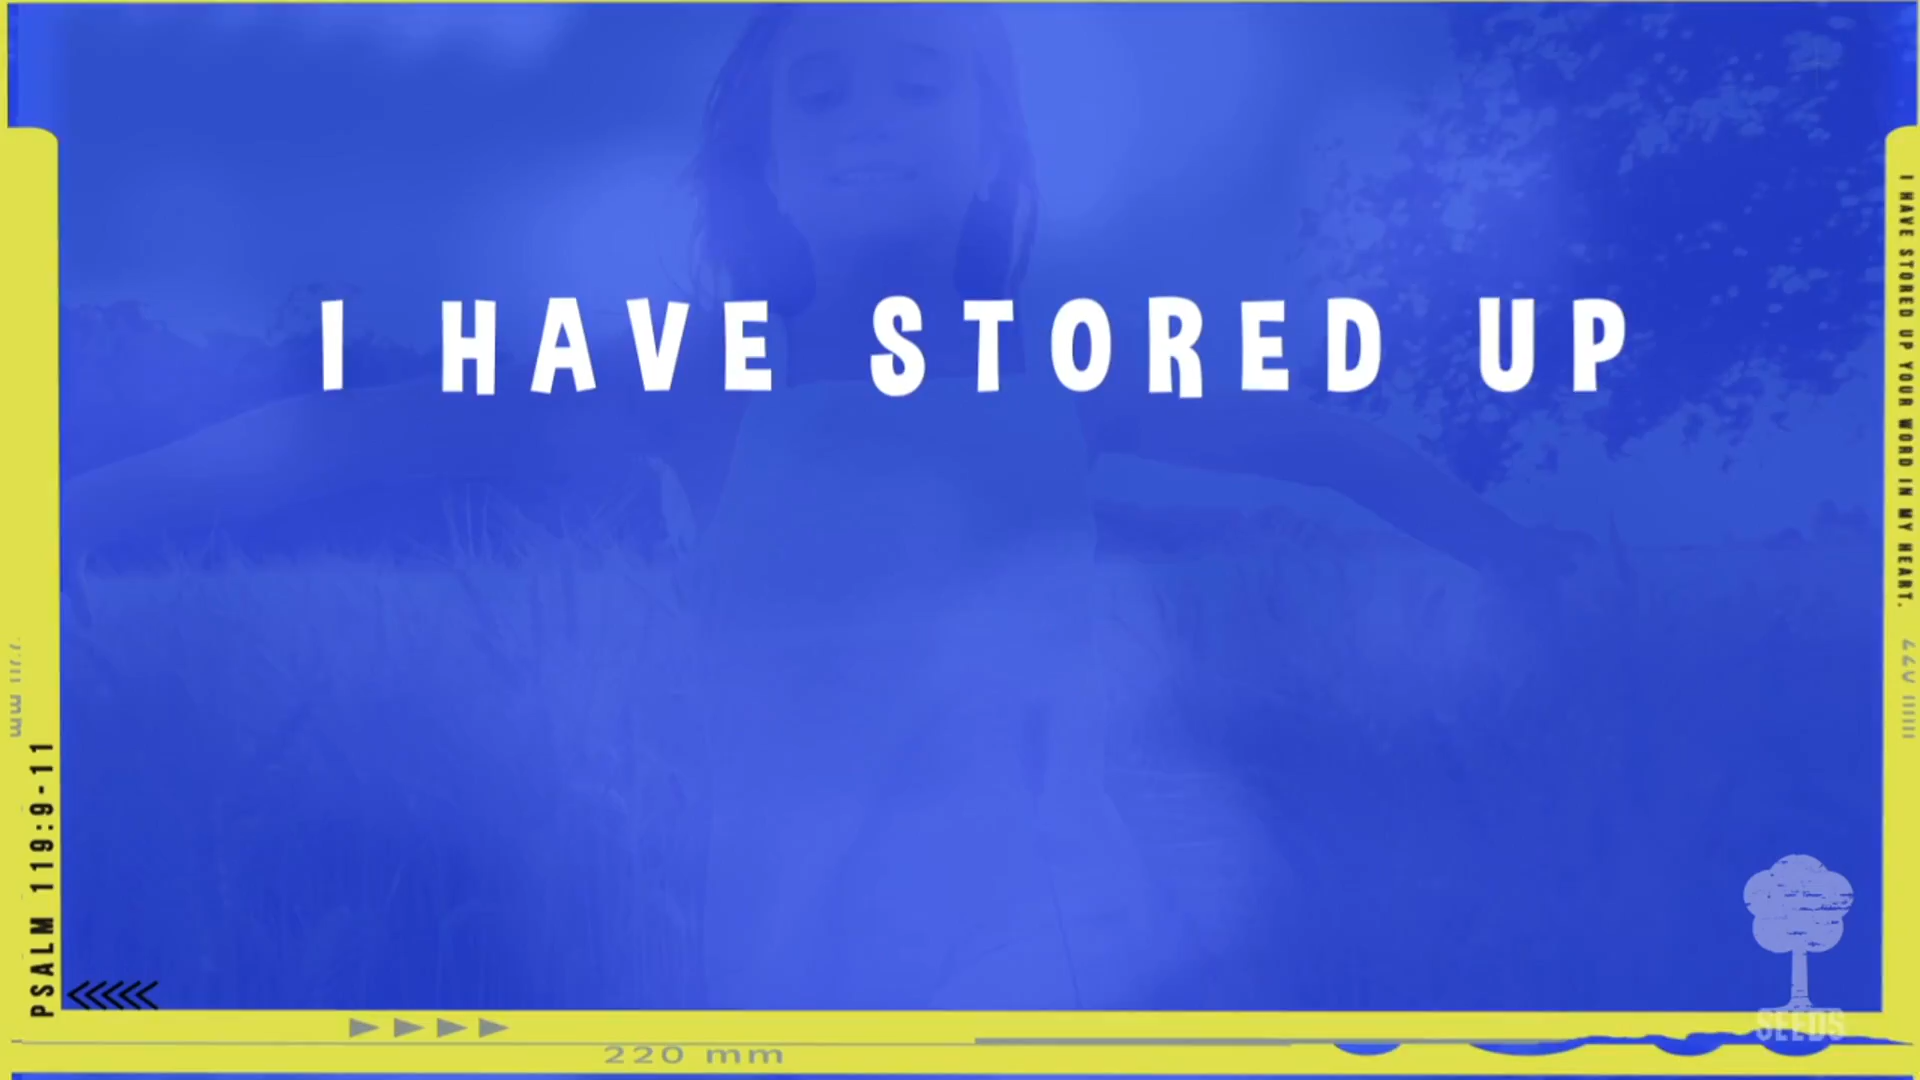 I HAVE STORED UP
I HAVE STORED UP YOUR WORD IN MY HEART.
PSALM 119:9-11
220 mm
SEEDS